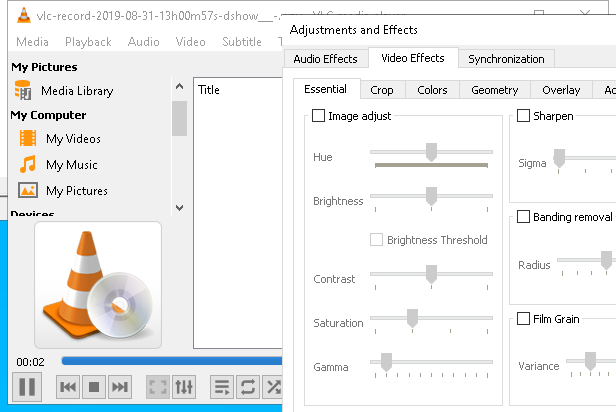 vlc-record-2019-08-31-13h00m57s-dshow___-.
Media Playback Audio Video Subtitle
My Pictures
Media Library
My Computer
My Videos
My Music
My Pictures
Devices
Title
00:02
Adjustments and Effects
Audio Effects Video Effects Synchronization
Essential Crop Colors Geometry Overlay
Image adjust
Hue
Brightness
Brightness Threshold
Contrast
Saturation
Gamma
Sharpen
Sigma
Banding removal
Radius
Film Grain
Variance